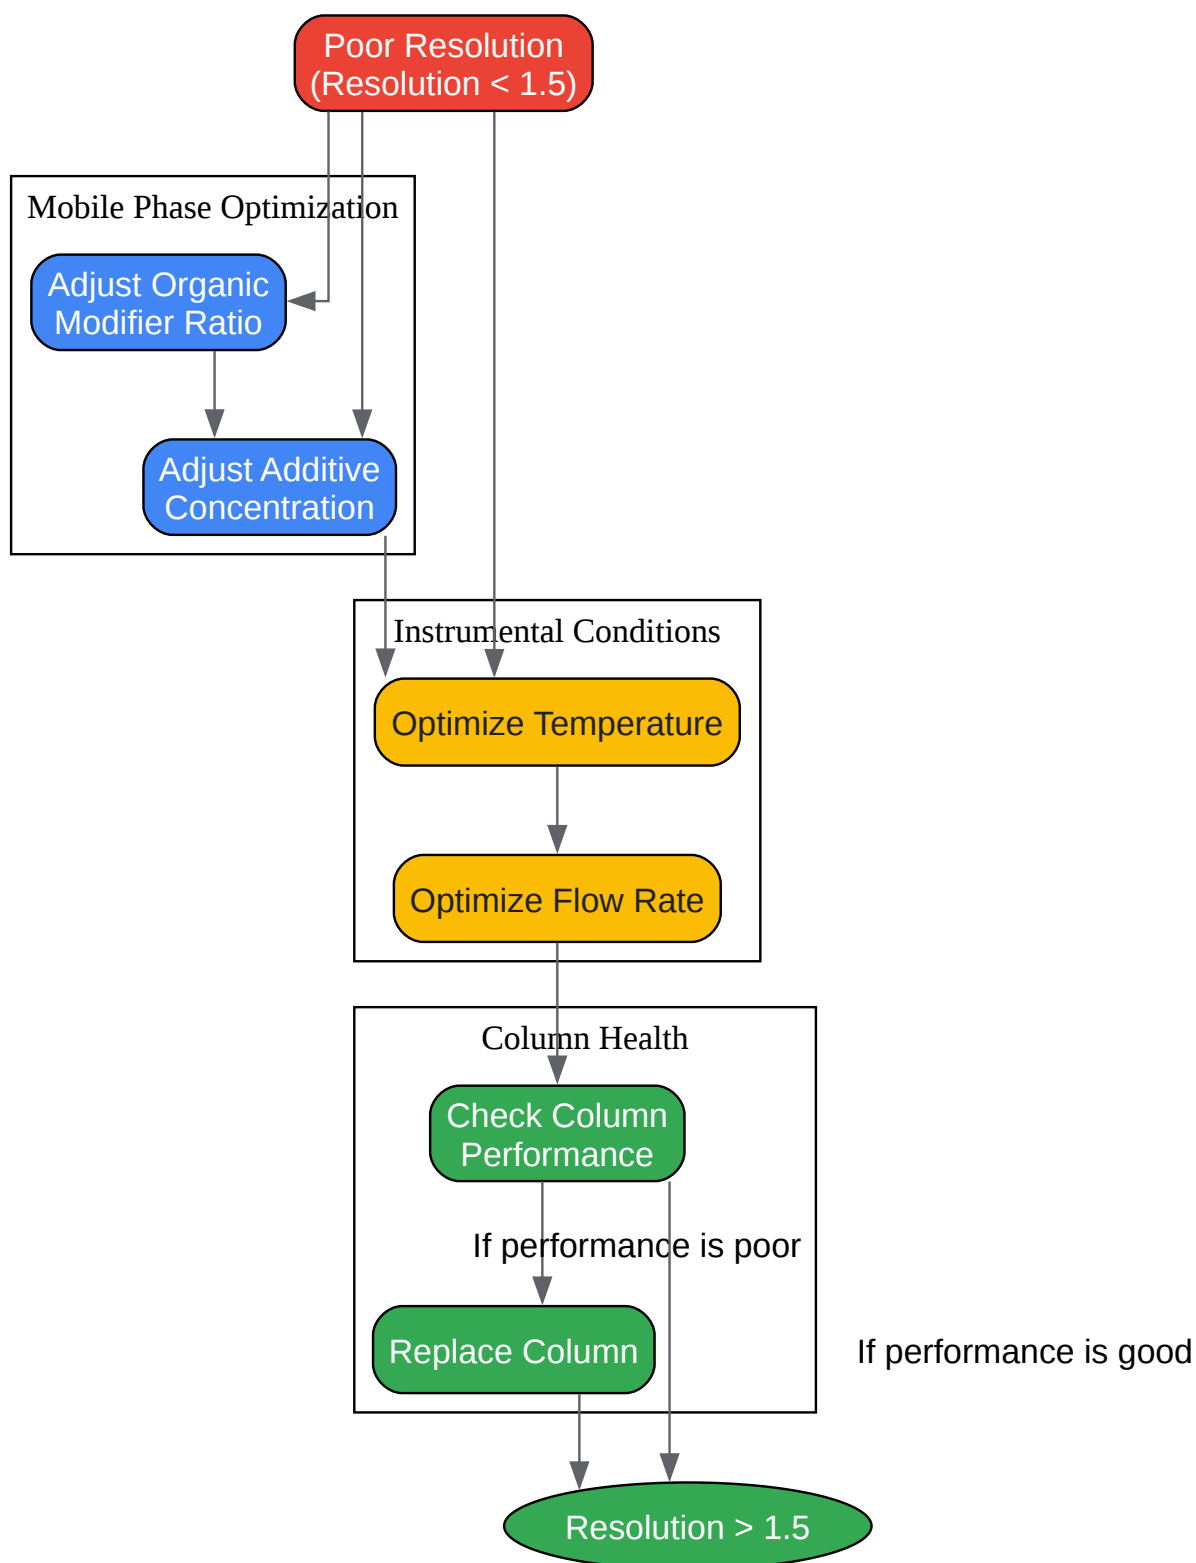 Poor Resolution
(Resolution < 1.5)
Mobile Phase Optimization
Adjust Organic
Modifier Ratio
Adjust Additive
Concentration
Instrumental Conditions
Optimize Temperature
Optimize Flow Rate
Column Health
Check Column
Performance
If performance is poor
Replace Column
If performance is good
Resolution > 1.5